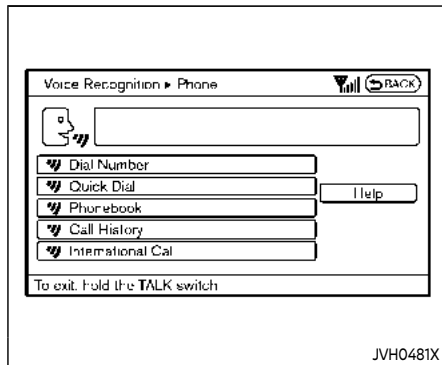 Voice Recognition ▸ Phone BACK
Dial Number
Quick Dial
Help
Phonebook
Call History
International Cal
To exit, hold the TALK switch
JVH0481X